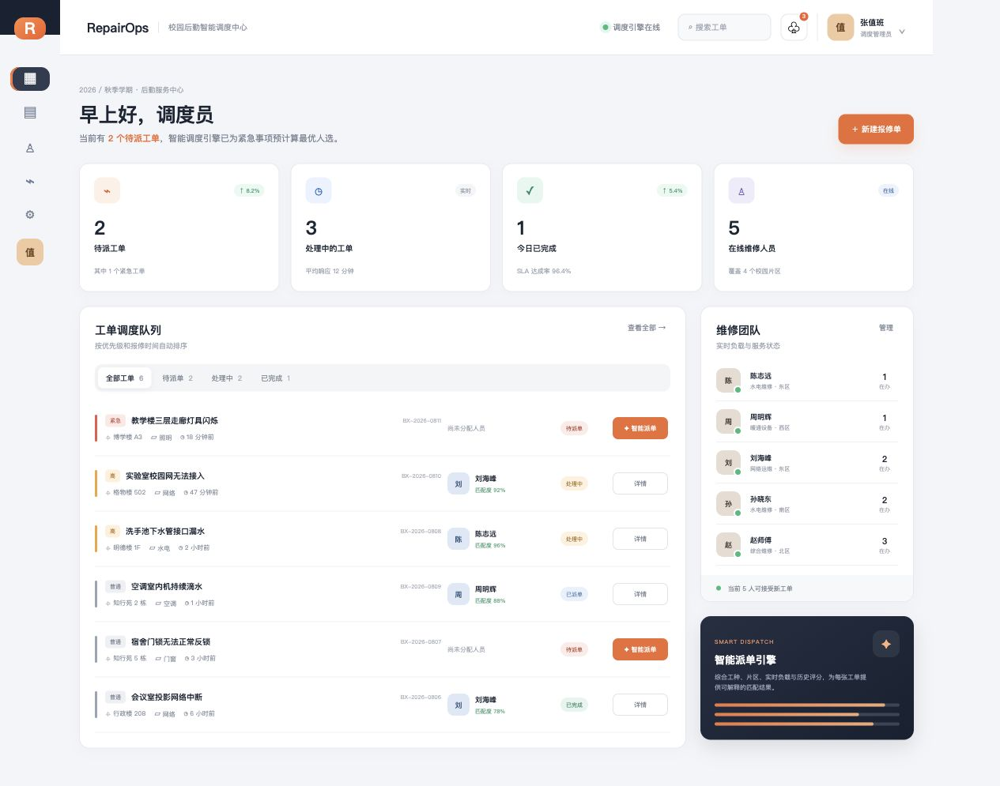 R
RepairOps
校园后勤智能调度中心
调度引擎在线
搜索工单
3
值
张值班
调度管理员
值
2026 / 秋季学期 · 后勤服务中心
早上好，调度员
当前有 2 个待派工单，智能调度引擎已为紧急事项预计算最优人选。
+ 新建报修单
↑ 8.2%
2
待派工单
其中 1 个紧急工单
实时
3
处理中的工单
平均响应 12 分钟
✓
↑ 5.4%
1
今日已完成
SLA 达成率 96.4%
在线
5
在线维修人员
覆盖 4 个校园片区
工单调度队列
查看全部 →
按优先级和报修时间自动排序
全部工单 6
待派单 2
处理中 2
已完成 1
紧急 教学楼三层走廊灯具闪烁
博学楼 A3 照明 18 分钟前
BX-2026-0811
尚未分配人员
待派单
✦ 智能派单
高 实验室校园网无法接入
格物楼 502 网络 47 分钟前
BX-2026-0810
刘
刘海峰
匹配度 92%
处理中
详情
高 洗手池下水管接口漏水
明德楼 1F 水电 2 小时前
BX-2026-0808
陈
陈志远
匹配度 96%
处理中
详情
普通 空调室内机持续滴水
知行苑 2 栋 空调 1 小时前
BX-2026-0809
周
周明辉
匹配度 88%
已派单
详情
普通 宿舍门锁无法正常反锁
知行苑 5 栋 门窗 3 小时前
BX-2026-0807
尚未分配人员
待派单
✦ 智能派单
普通 会议室投影网络中断
行政楼 208 网络 6 小时前
BX-2026-0806
刘
刘海峰
匹配度 78%
已完成
详情
维修团队
管理
实时负载与服务状态
陈
陈志远
水电维修 · 东区
1
在办
周
周明辉
暖通设备 · 西区
1
在办
刘
刘海峰
网络运维 · 东区
2
在办
孙
孙晓东
水电维修 · 南区
2
在办
赵
赵师傅
综合维修 · 北区
3
在办
当前 5 人可接受新工单
SMART DISPATCH
✦
智能派单引擎
综合工种、片区、实时负载与历史评分，为每张工单提
供可解释的匹配结果。